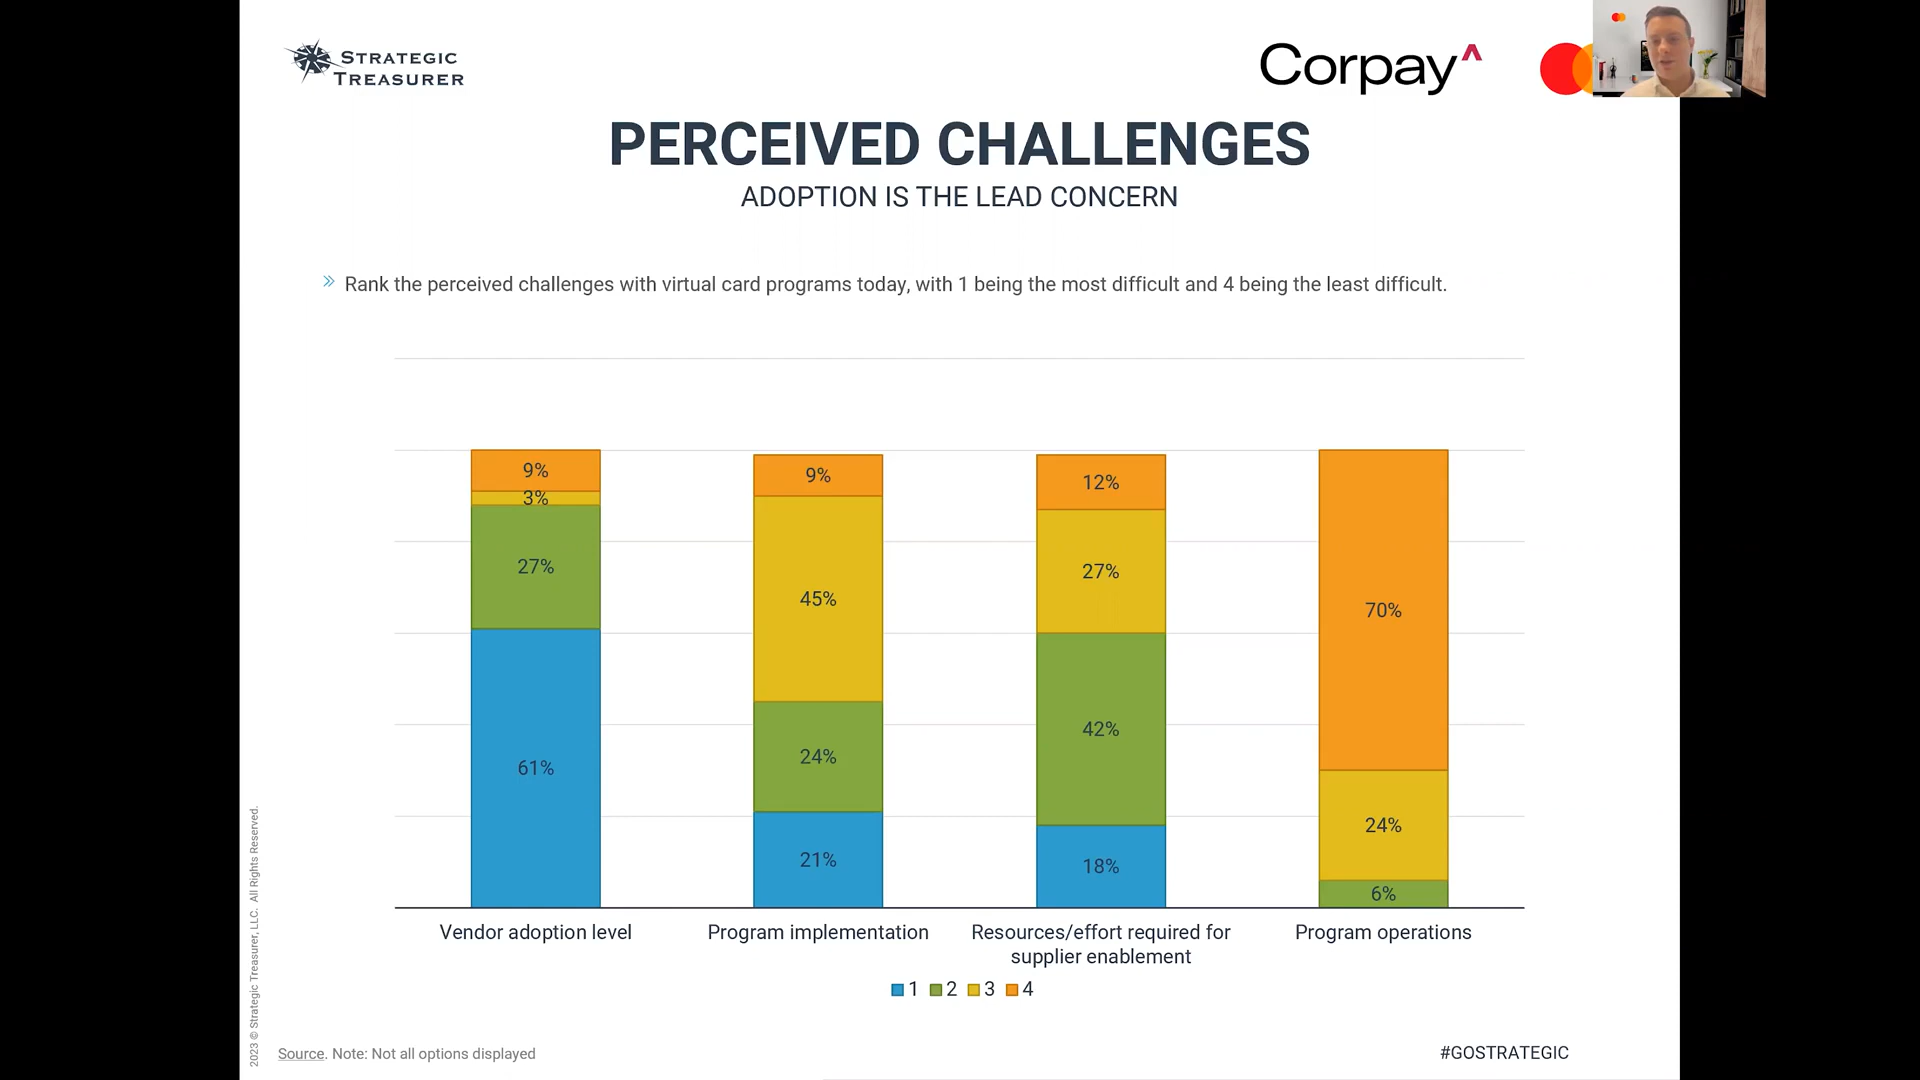 STRATEGIC
TREASURER
Corpay^
PERCEIVED CHALLENGES
ADOPTION IS THE LEAD CONCERN
» Rank the perceived challenges with virtual card programs today, with 1 being the most difficult and 4 being the least difficult.
9%
3%
27%
61%
9%
45%
24%
21%
12%
27%
42%
18%
70%
24%
6%
Vendor adoption level
Program implementation
Resources/effort required for
supplier enablement
Program operations
1 2 3 4
2023 © Strategic Treasurer, LLC. All Rights Reserved.
Source. Note: Not all options displayed
#GOSTRATEGIC